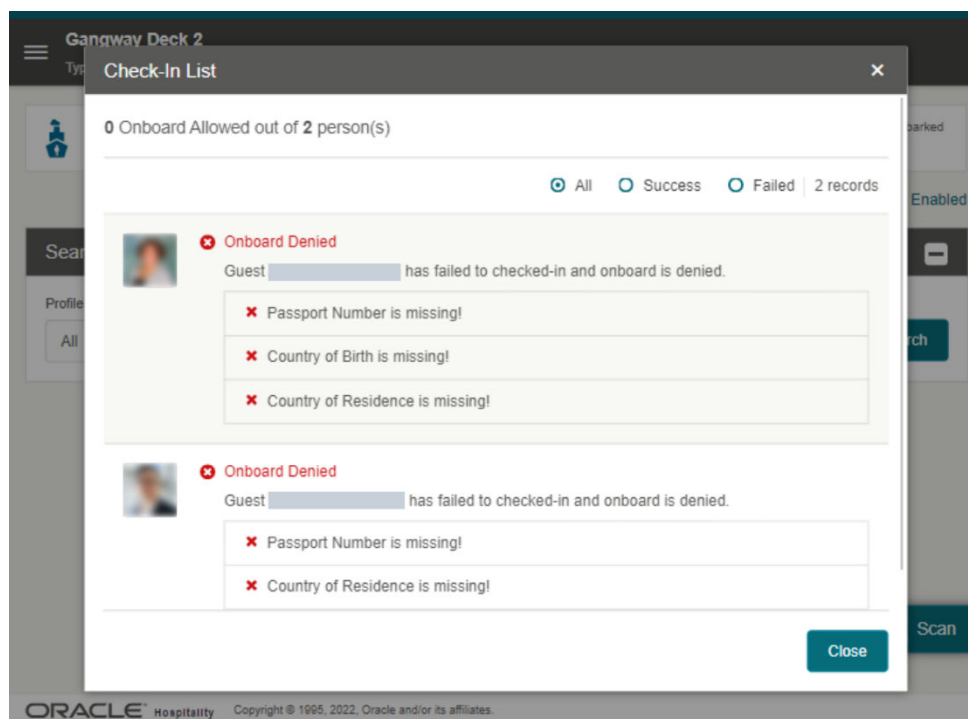 Gangway Deck 2
Check-In List
0 Onboard Allowed out of 2 person(s)
All Success Failed 2 records
Enabled
Onboard Denied
Guest has failed to checked-in and onboard is denied.
Passport Number is missing!
Profile
All
Country of Birth is missing!
Country of Residence is missing!
Onboard Denied
Guest has failed to checked-in and onboard is denied.
Passport Number is missing!
Country of Residence is missing!
Scan
Close
ORACLE Hospitality Copyright © 1995, 2022, Oracle and/or its affiliates.